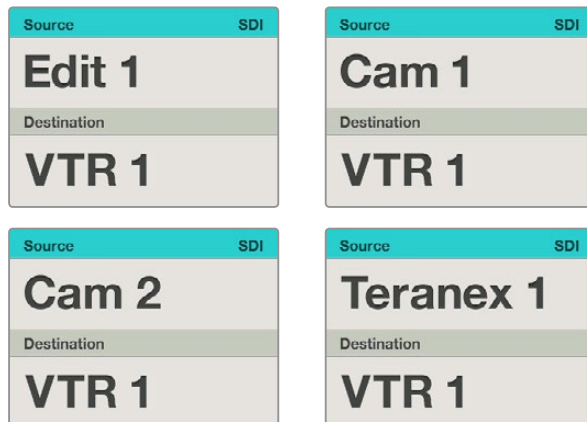 Source SDI
Edit 1
Destination
VTR 1
Source SDI
Cam 1
Destination
VTR 1
Source SDI
Cam 2
Destination
VTR 1
Source SDI
Teranex 1
Destination
VTR 1